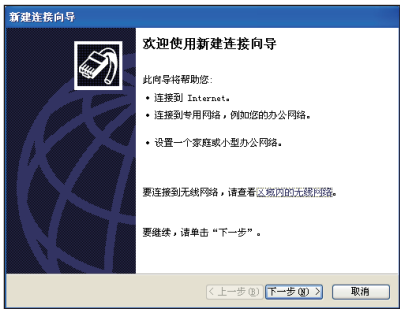 新建连接向导
欢迎使用新建连接向导
此向导将帮助您:
• 连接到 Internet。
• 连接到专用网络，例如您的办公网络。
• 设置一个家庭或小型办公网络。
要连接到无线网络，请查看区域内的无线网络。
要继续，请单击“下一步”。
< 上一步(B) 下一步(N) > 取消